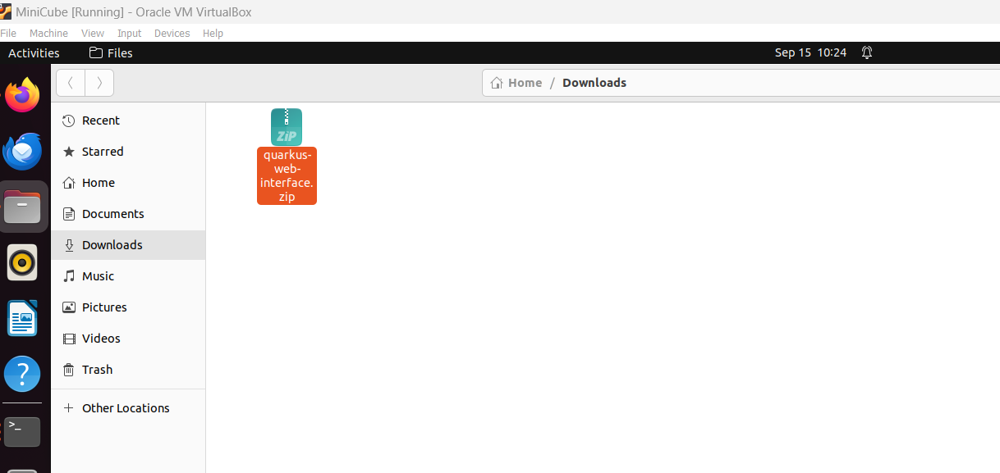 MiniCube [Running] - Oracle VM VirtualBox
File Machine View Input Devices Help
Activities Files Sep 15 10:24
Home / Downloads
Recent
Starred
Home
Documents
Downloads
Music
Pictures
Videos
Trash
Other Locations
ZiP
quarkus-
web-
interface.
zip
?
>_